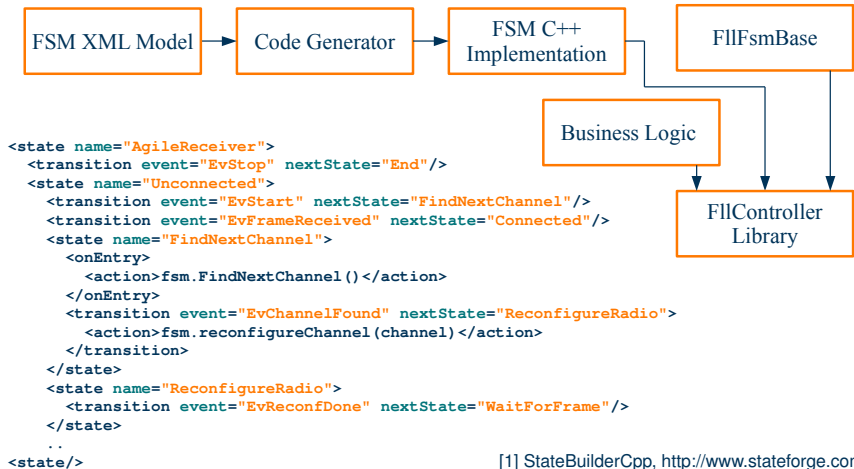 FSM XML Model
Code Generator
FSM C++
Implementation
FllFsmBase
Business Logic
FllController
Library
<state name="AgileReceiver">
  <transition event="EvStop" nextState="End"/>
  <state name="Unconnected">
    <transition event="EvStart" nextState="FindNextChannel"/>
    <transition event="EvFrameReceived" nextState="Connected"/>
    <state name="FindNextChannel">
      <onEntry>
        <action>fsm.FindNextChannel()</action>
      </onEntry>
      <transition event="EvChannelFound" nextState="ReconfigureRadio">
        <action>fsm.reconfigureChannel(channel)</action>
      </transition>
    </state>
    <state name="ReconfigureRadio">
      <transition event="EvReconfDone" nextState="WaitForFrame"/>
    </state>
    ..
<state/>
[1] StateBuilderCpp, http://www.stateforge.com